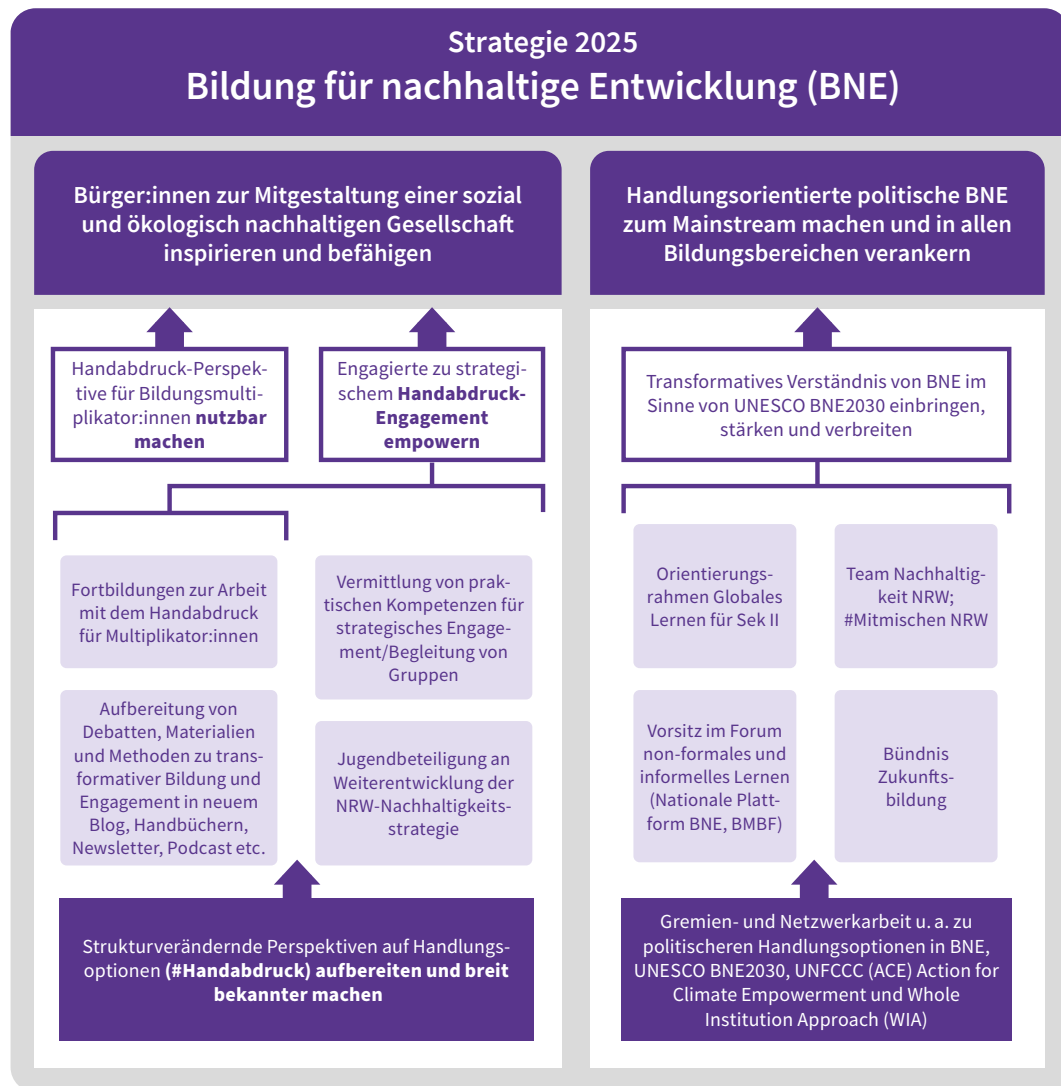 Strategie 2025
Bildung für nachhaltige Entwicklung (BNE)
Bürger:innen zur Mitgestaltung einer sozial
und ökologisch nachhaltigen Gesellschaft
inspirieren und befähigen
Handabdruck-Perspek-
tive für Bildungsmulti-
plikator:innen nutzbar
machen
Engagierte zu strategi-
schem Handabdruck-
Engagement
empowern
Fortbildungen zur Arbeit
mit dem Handabdruck
für Multiplikator:innen
Vermittlung von prak-
tischen Kompetenzen für
strategisches Engage-
ment/Begleitung von
Gruppen
Aufbereitung von
Debatten, Materialien
und Methoden zu trans-
formativer Bildung und
Engagement in neuem
Blog, Handbüchern,
Newsletter, Podcast etc.
Jugendbeteiligung an
Weiterentwicklung der
NRW-Nachhaltigkeits-
strategie
Strukturverändernde Perspektiven auf Handlungs-
optionen (#Handabdruck) aufbereiten und breit
bekannter machen
Handlungsorientierte politische BNE
zum Mainstream machen und in allen
Bildungsbereichen verankern
Transformatives Verständnis von BNE im
Sinne von UNESCO BNE2030 einbringen,
stärken und verbreiten
Orientierungs-
rahmen Globales
Lernen für Sek II
Team Nachhaltig-
keit NRW;
#Mitmischen NRW
Vorsitz im Forum
non-formales und
informelles Lernen
(Nationale Platt-
form BNE, BMBF)
Bündnis
Zukunfts-
bildung
Gremien- und Netzwerkarbeit u. a. zu
politischeren Handlungsoptionen in BNE,
UNESCO BNE2030, UNFCCC (ACE) Action for
Climate Empowerment und Whole
Institution Approach (WIA)